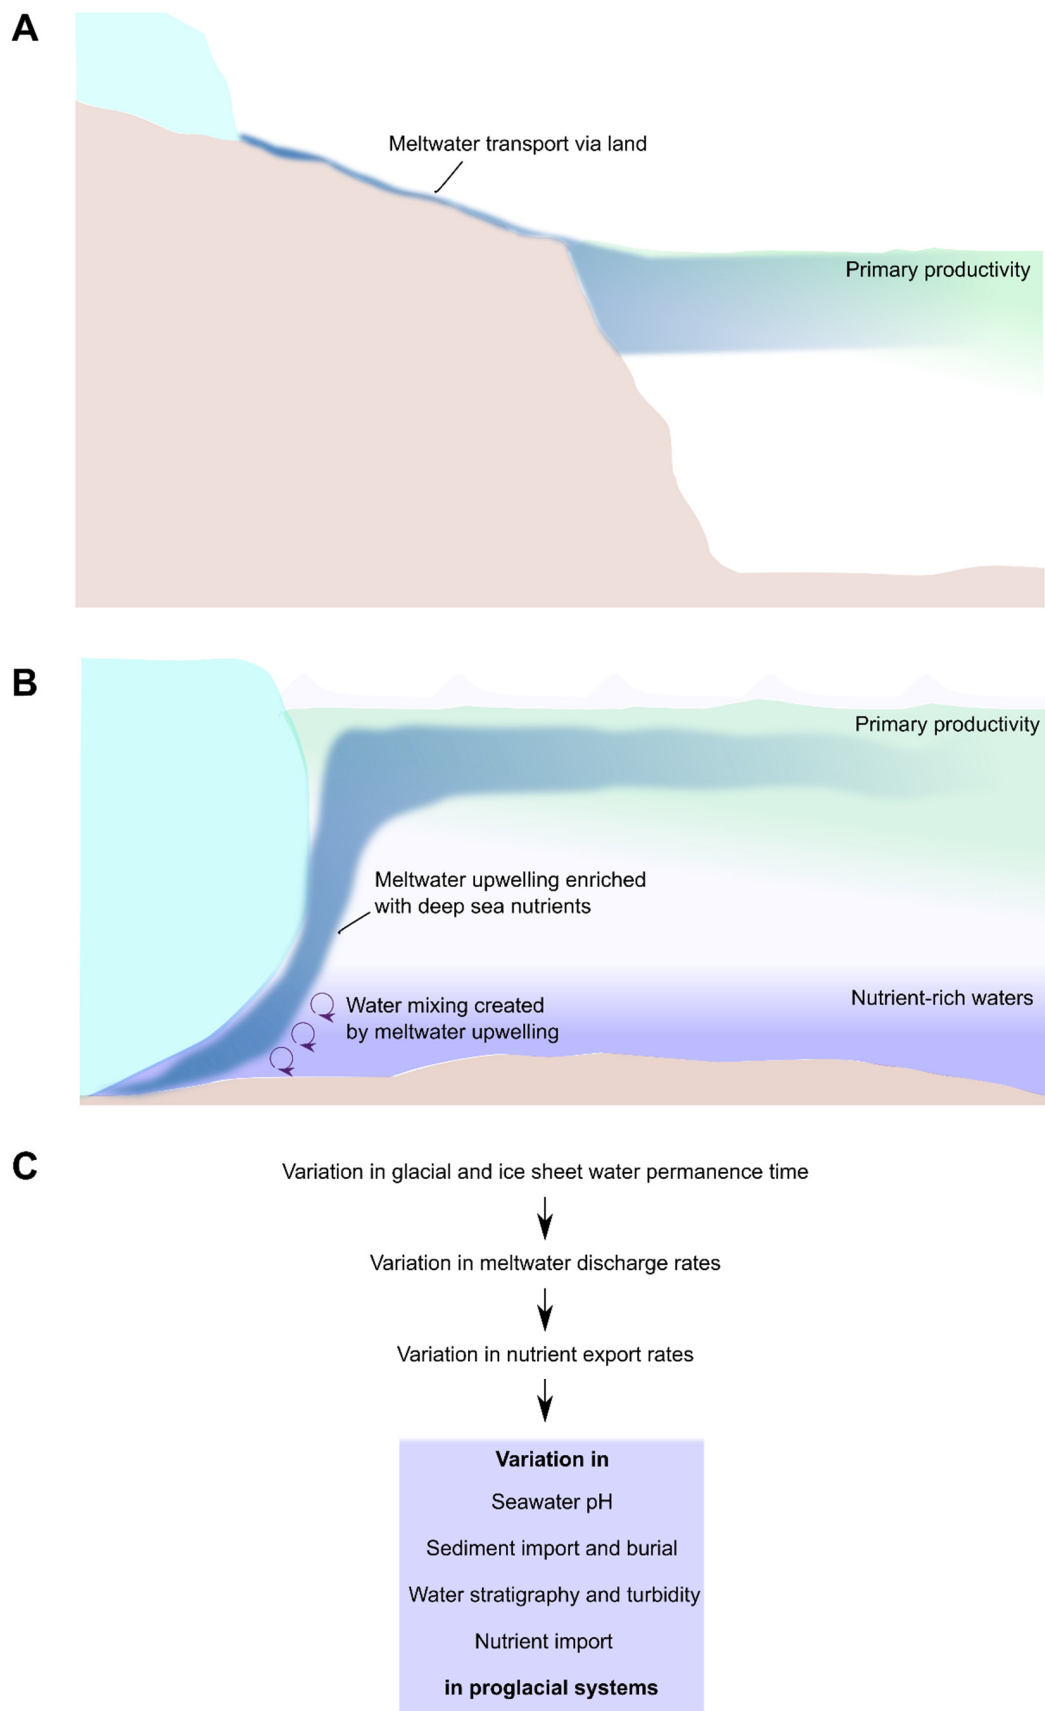 A
Meltwater transport via land
Primary productivity
B
Primary productivity
Meltwater upwelling enriched
with deep sea nutrients
Nutrient-rich waters
Water mixing created
by meltwater upwelling
C
Variation in glacial and ice sheet water permanence time
Variation in meltwater discharge rates
Variation in nutrient export rates
Variation in
Seawater pH
Sediment import and burial
Water stratigraphy and turbidity
Nutrient import
in proglacial systems